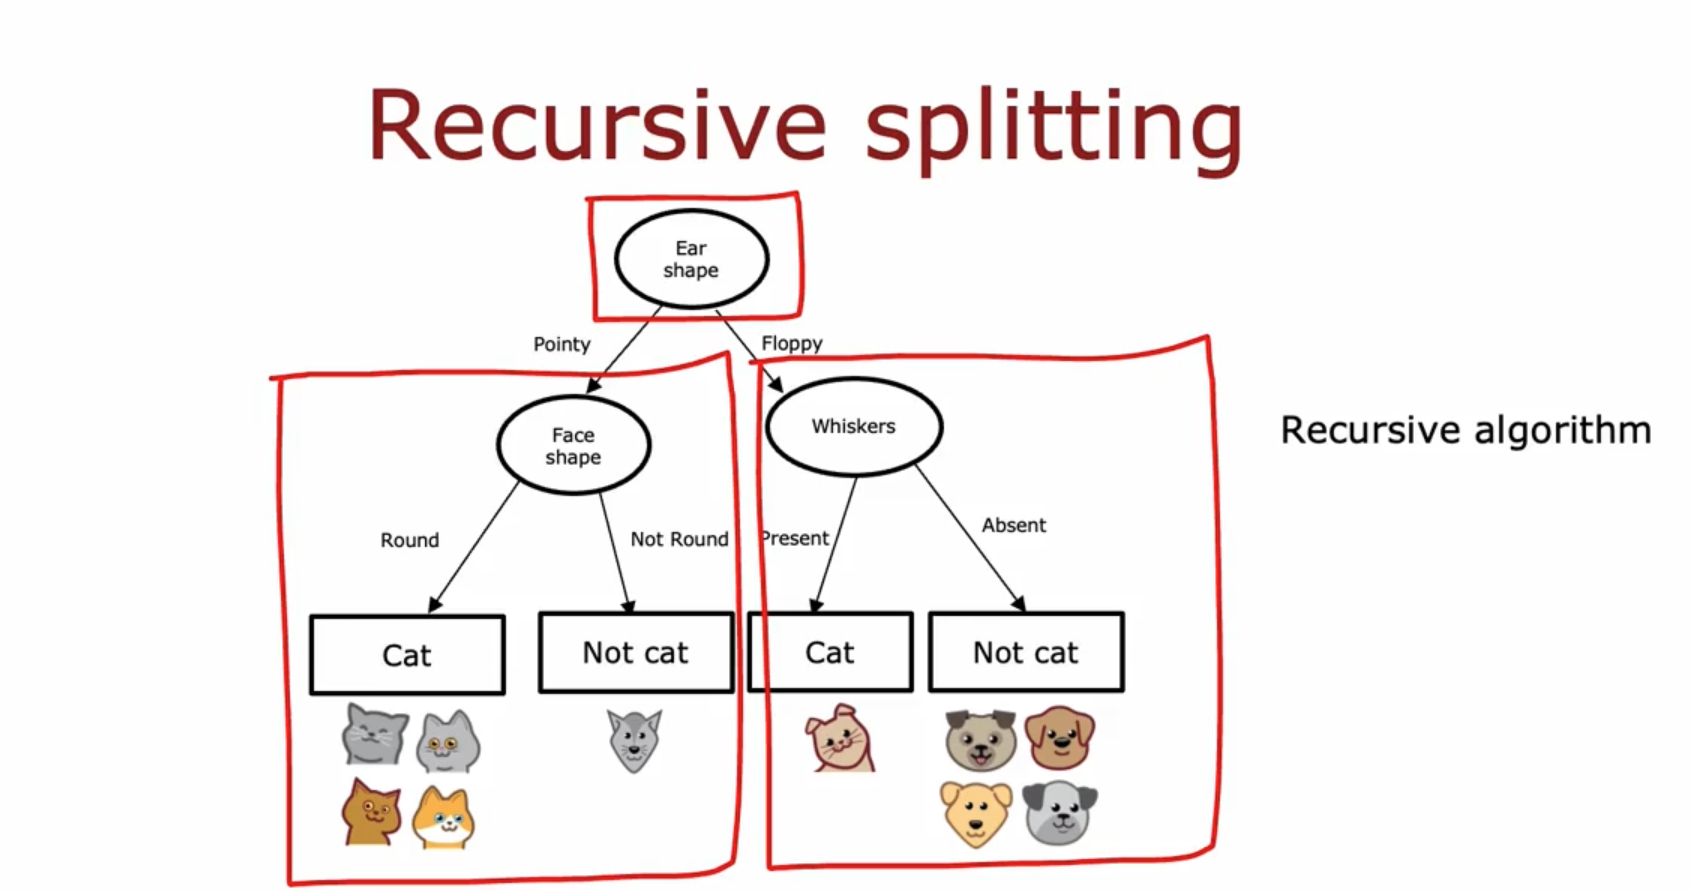 Recursive splitting
Ear
shape
Pointy
Floppy
Face
shape
Whiskers
Recursive algorithm
Round
Not Round
Present
Absent
Cat
Not cat
Cat
Not cat